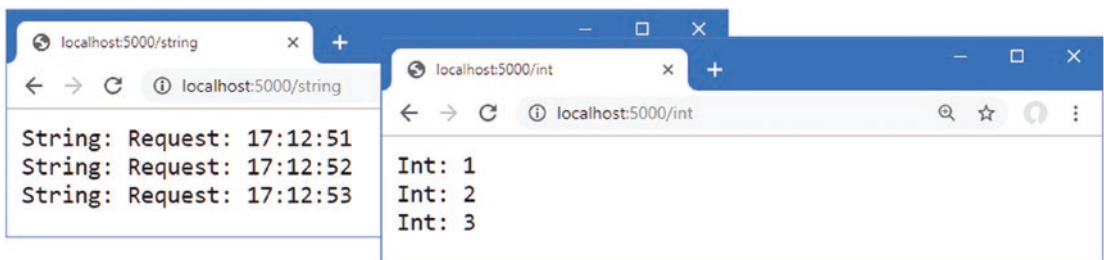 localhost:5000/string
localhost:5000/string
String: Request: 17:12:51
String: Request: 17:12:52
String: Request: 17:12:53
localhost:5000/int
localhost:5000/int
Int: 1
Int: 2
Int: 3